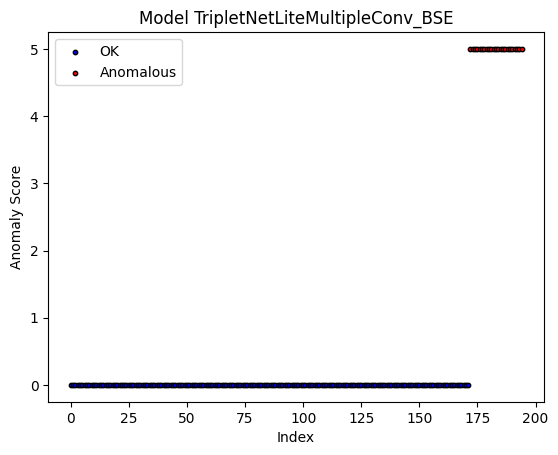 Model TripletNetLiteMultipleConv_BSE
OK
Anomalous
Anomaly Score
5
4
3
2
1
0
0 25 50 75 100 125 150 175 200
Index